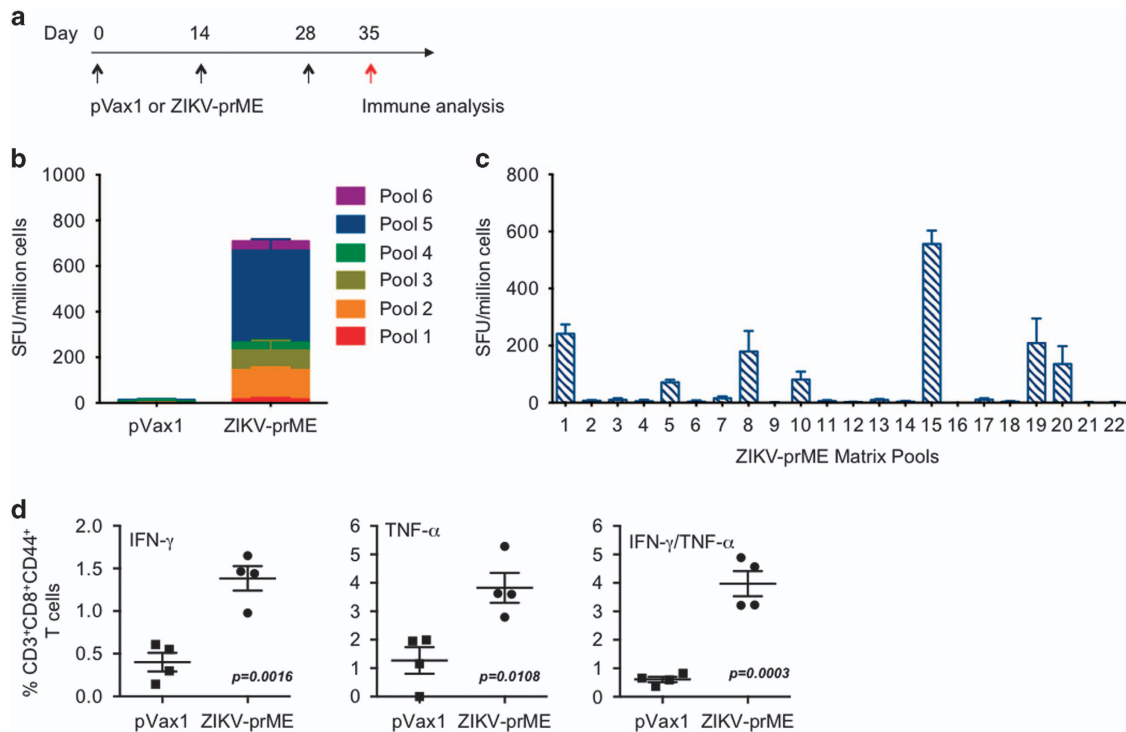 a
Day 0 14 28 35
pVax1 or ZIKV-prME Immune analysis
b
SFU/million cells
1000
800
600
400
200
0
pVax1 ZIKV-prME
Pool 6
Pool 5
Pool 4
Pool 3
Pool 2
Pool 1
c
SFU/million cells
800
600
400
200
0
1 2 3 4 5 6 7 8 9 10 11 12 13 14 15 16 17 18 19 20 21 22
ZIKV-prME Matrix Pools
d
% CD3+CD8+CD44+
T cells
IFN-γ
2.0
1.5
1.0
0.5
0.0
p=0.0016
pVax1 ZIKV-prME
TNF-α
6
5
4
3
2
1
0
p=0.0108
pVax1 ZIKV-prME
IFN-γ/TNF-α
6
5
4
3
2
1
0
p=0.0003
pVax1 ZIKV-prME